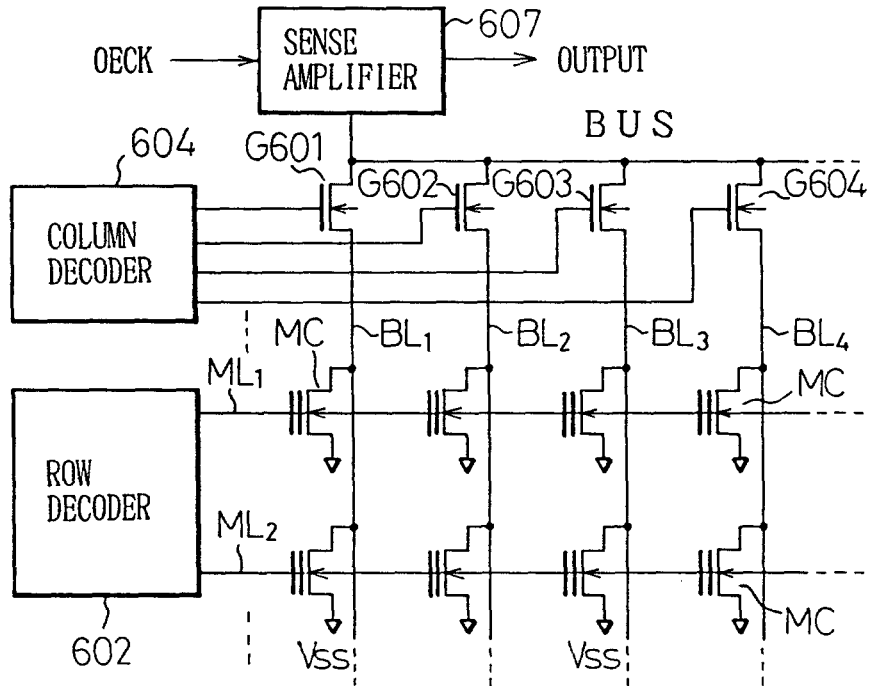 607
OECK
SENSE
AMPLIFIER
OUTPUT
BUS
604
G601
G602
G603
G604
COLUMN
DECODER
MC
BL1
BL2
BL3
BL4
ML1
MC
ROW
DECODER
ML2
602
VSS
VSS
MC